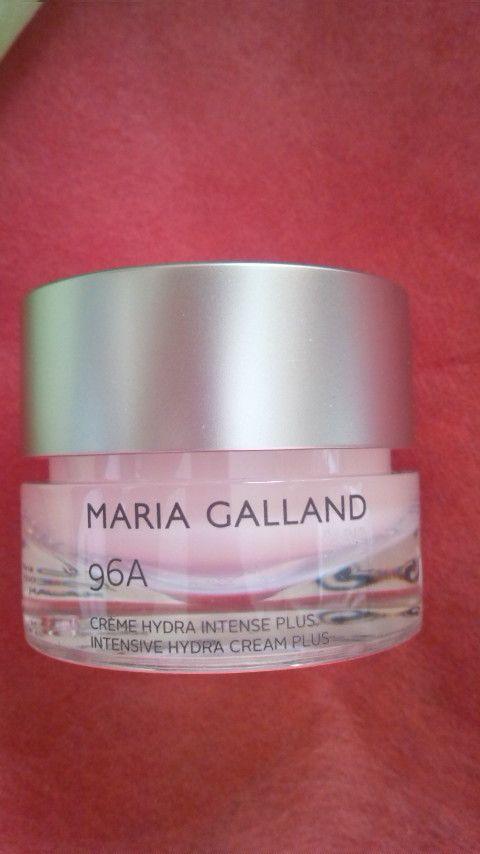 MARIA GALLAND
96A
CRÈME HYDRA INTENSE PLUS
INTENSIVE HYDRA CREAM PLUS